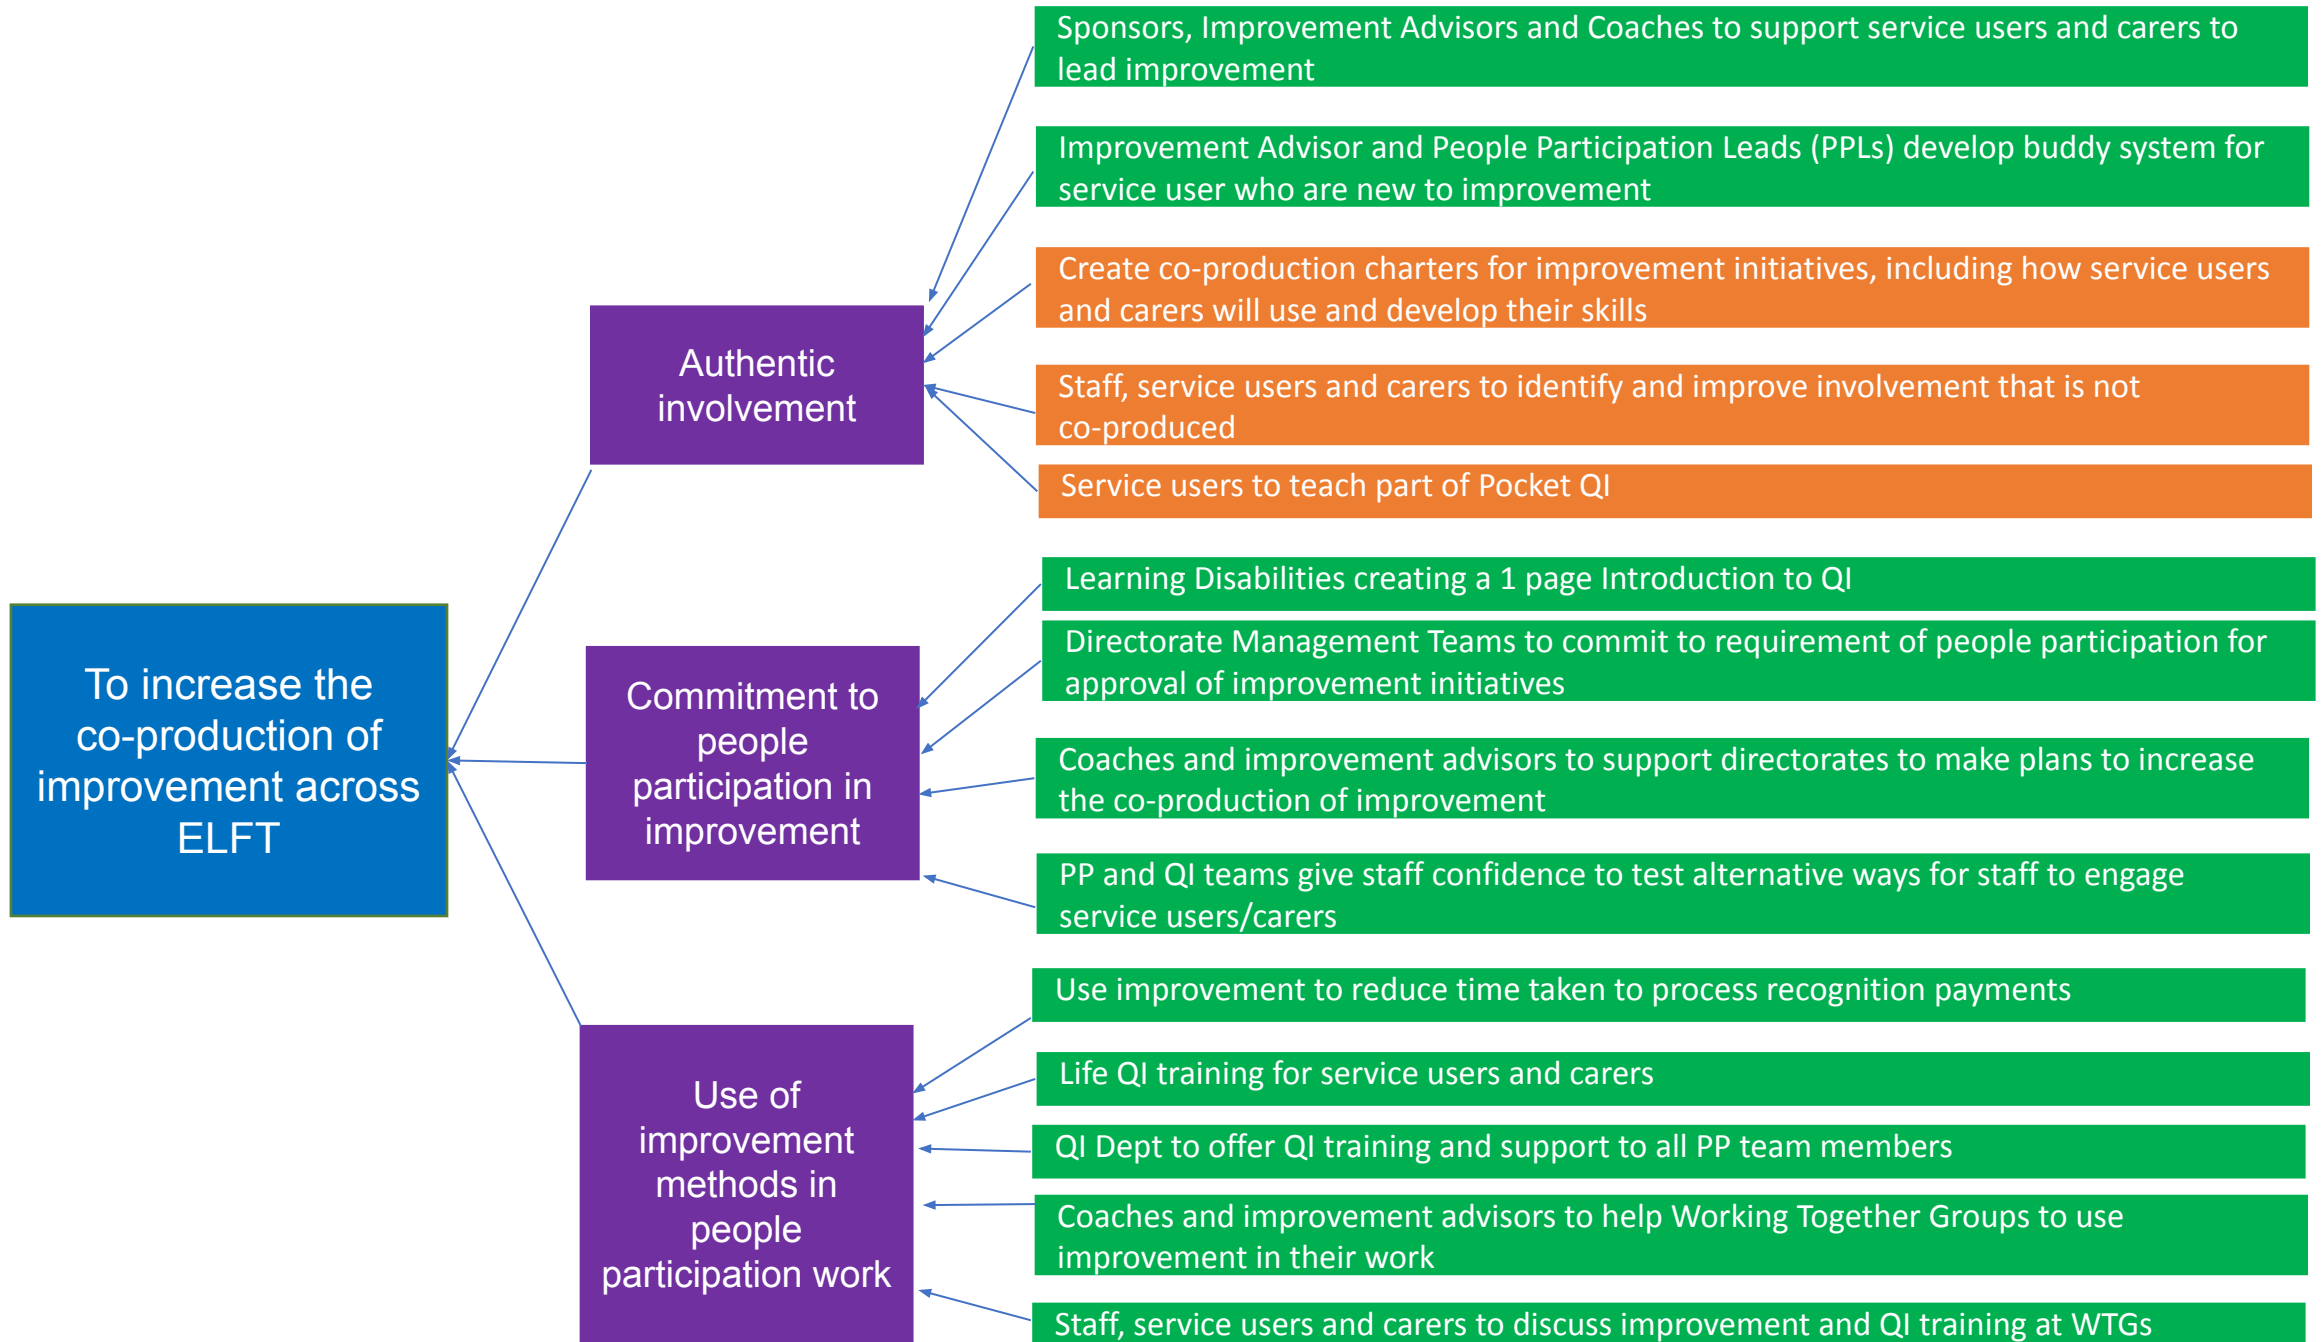 Sponsors, Improvement Advisors and Coaches to support service users and carers to
lead improvement
Improvement Advisor and People Participation Leads (PPLs) develop buddy system for
service user who are new to improvement
Create co-production charters for improvement initiatives, including how service users
and carers will use and develop their skills
Authentic
involvement
Staff, service users and carers to identify and improve involvement that is not
co-produced
Service users to teach part of Pocket QI
Learning Disabilities creating a 1 page Introduction to QI
Directorate Management Teams to commit to requirement of people participation for
approval of improvement initiatives
To increase the
co-production of
improvement across
ELFT
Commitment to
people
participation in
improvement
Coaches and improvement advisors to support directorates to make plans to increase
the co-production of improvement
PP and QI teams give staff confidence to test alternative ways for staff to engage
service users/carers
Use improvement to reduce time taken to process recognition payments
Life QI training for service users and carers
Use of
improvement
methods in
people
participation work
QI Dept to offer QI training and support to all PP team members
Coaches and improvement advisors to help Working Together Groups to use
improvement in their work
Staff, service users and carers to discuss improvement and QI training at WTGs